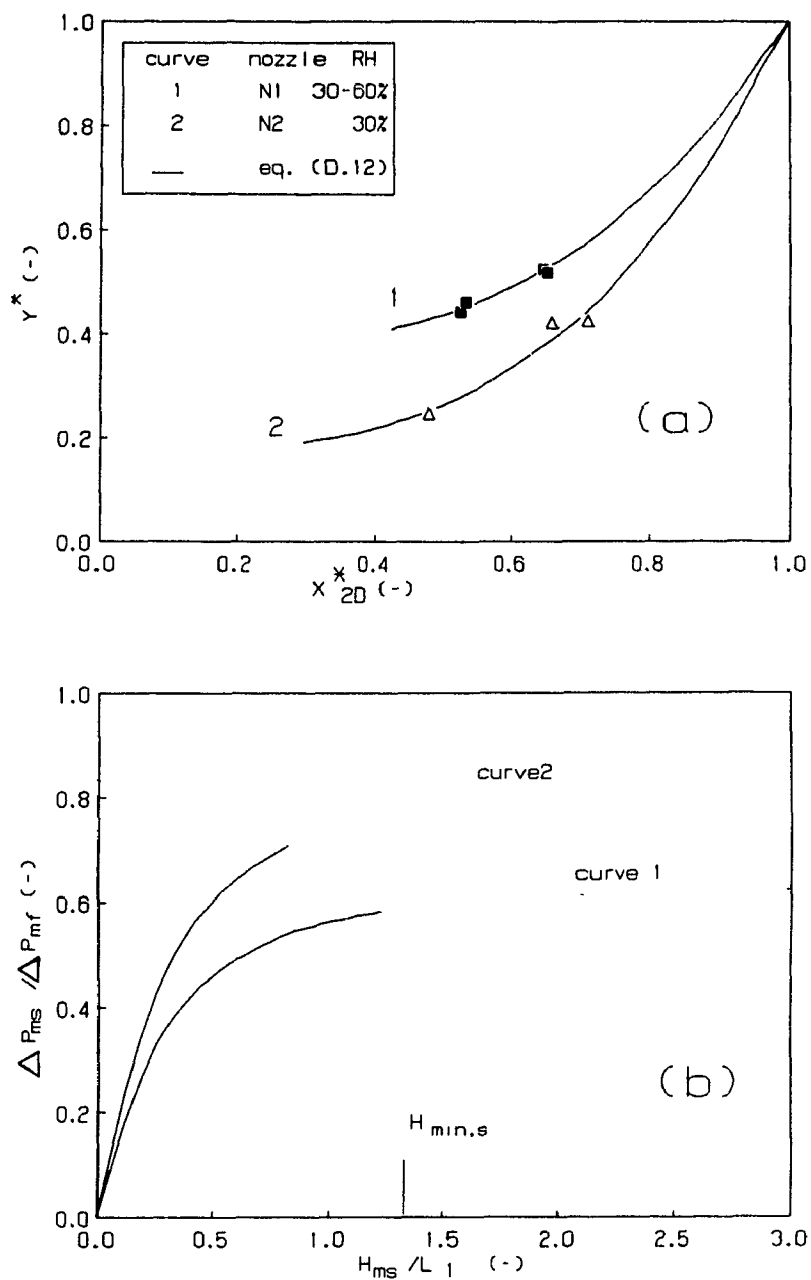 1.0
curve nozzle RH
1 N1 30-60%
2 N2 30%
— eq. (D.12)
0.8
0.6
Y* (-)
1
0.4
(a)
2
0.2
0.0
0.0 0.2 0.4 0.6 0.8 1.0
X*2D (-)
1.0
curve2
0.8
curve 1
0.6
ΔPms /ΔPmf (-)
0.4
(b)
0.2
Hmin,s
0.0
0.0 0.5 1.0 1.5 2.0 2.5 3.0
Hms /L1 (-)